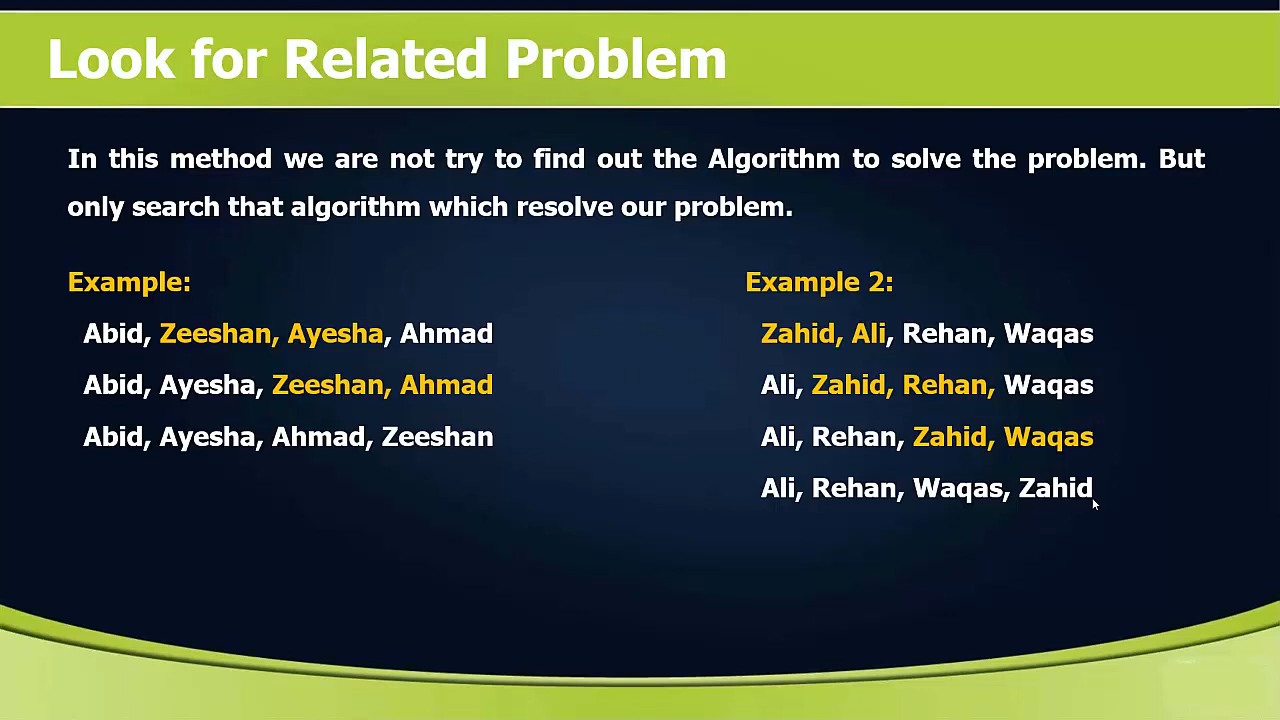 Look for Related Problem
In this method we are not try to find out the Algorithm to solve the problem. But
only search that algorithm which resolve our problem.
Example:
Abid, Zeeshan, Ayesha, Ahmad
Abid, Ayesha, Zeeshan, Ahmad
Abid, Ayesha, Ahmad, Zeeshan
Example 2:
Zahid, Ali, Rehan, Waqas
Ali, Zahid, Rehan, Waqas
Ali, Rehan, Zahid, Waqas
Ali, Rehan, Waqas, Zahid